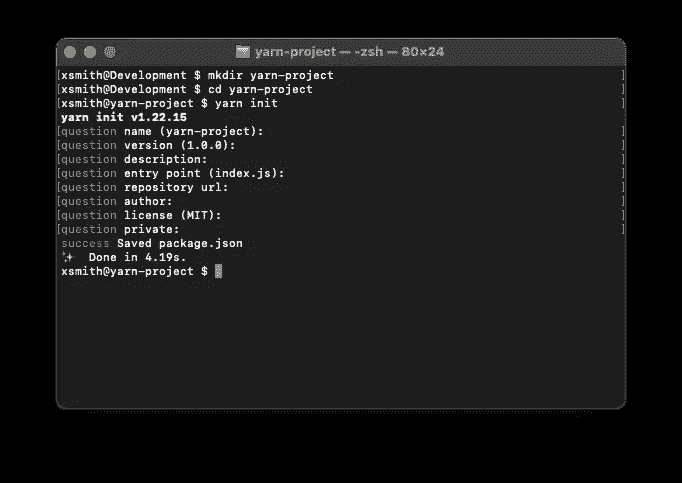 yarn-project — -zsh — 80×24
[xsmith@Development $ mkdir yarn-project ]
[xsmith@Development $ cd yarn-project ]
[xsmith@yarn-project $ yarn init ]
yarn init v1.22.15
[question name (yarn-project): ]
[question version (1.0.0): ]
[question description: ]
[question entry point (index.js): ]
[question repository url: ]
[question author: ]
[question license (MIT): ]
[question private: ]
success Saved package.json
✨ Done in 4.19s.
xsmith@yarn-project $